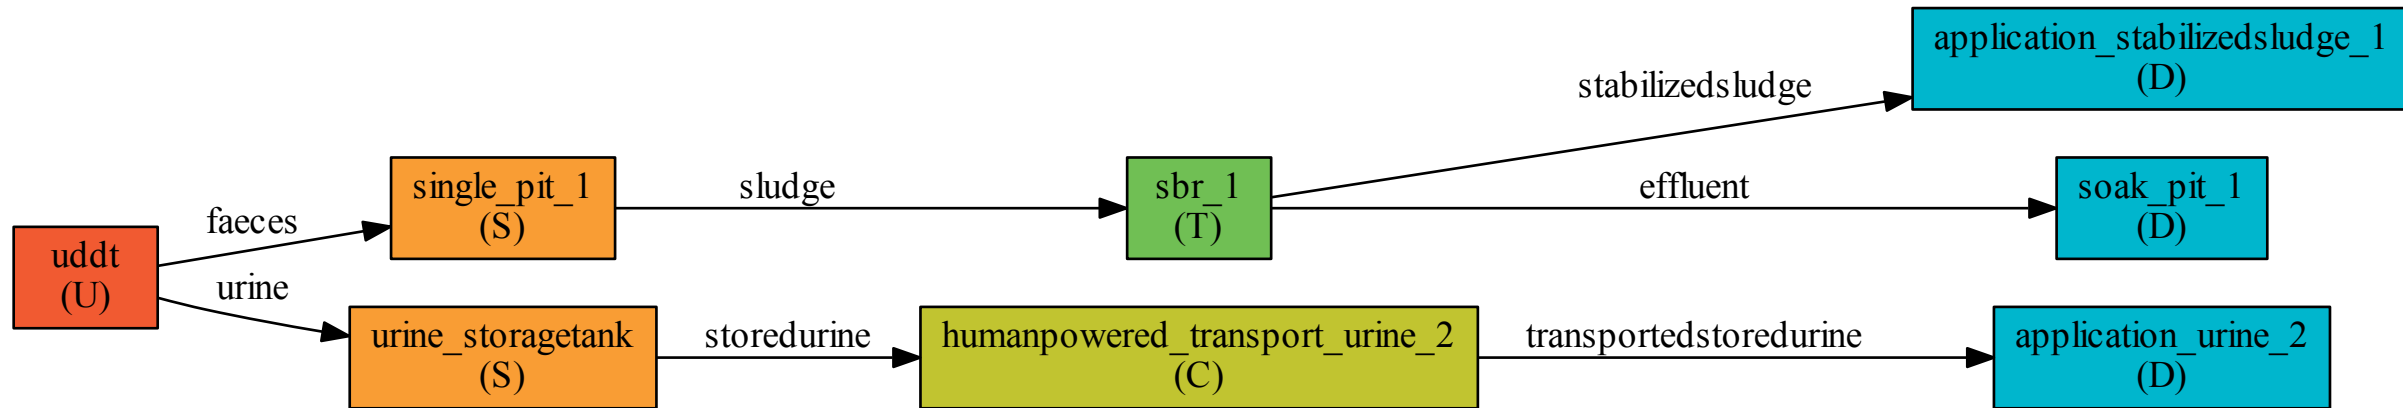 application_stabilizedsludge_1
(D)
stabilizedsludge
single_pit_1
(S)
sludge
sbr_1
(T)
effluent
soak_pit_1
(D)
faeces
uddt
(U)
urine
urine_storagetank
(S)
storedurine
humanpowered_transport_urine_2
(C)
transportedstoredurine
application_urine_2
(D)